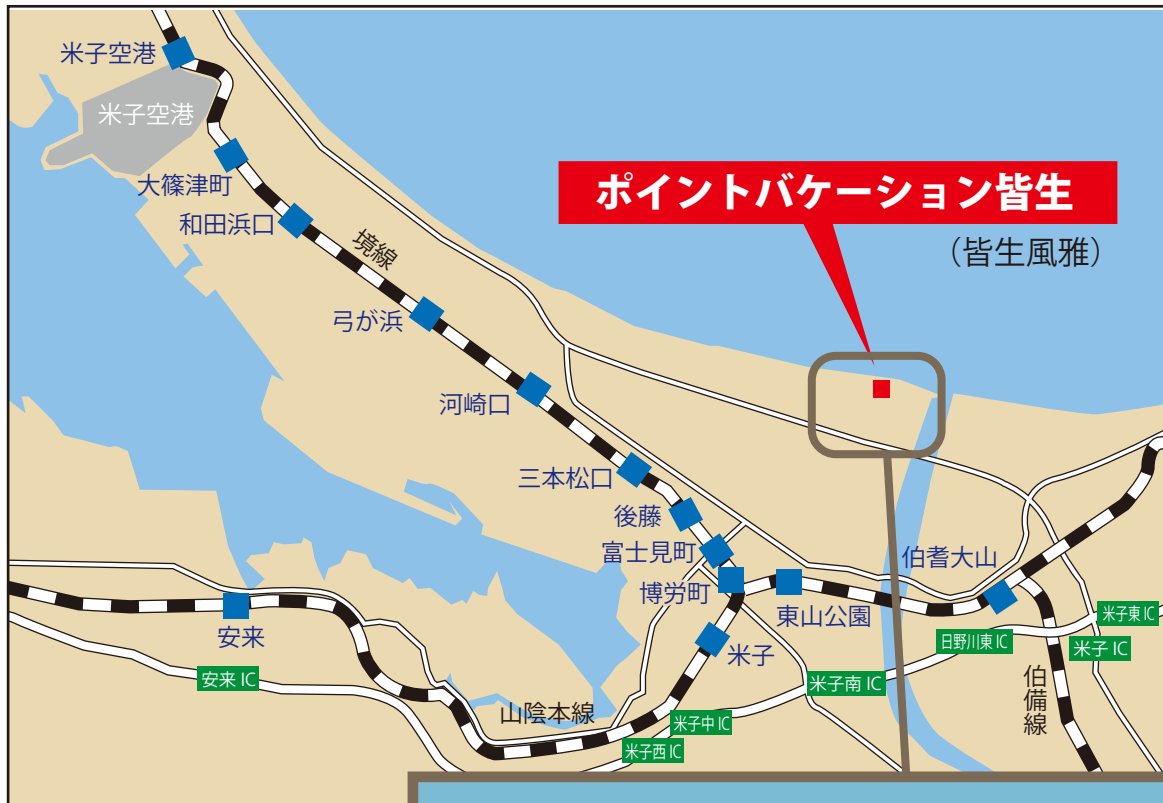 米子空港
米子空港
大篠津町
和田浜口
境線
弓が浜
河崎口
三本松口
後藤
富士見町
博労町
ポイントバケーション皆生
（皆生風雅）
東山公園
伯耆大山
米子
安来
安来 IC
山陰本線
米子西 IC
米子中 IC
米子南 IC
日野川東 IC
米子東 IC
米子 IC
伯備線